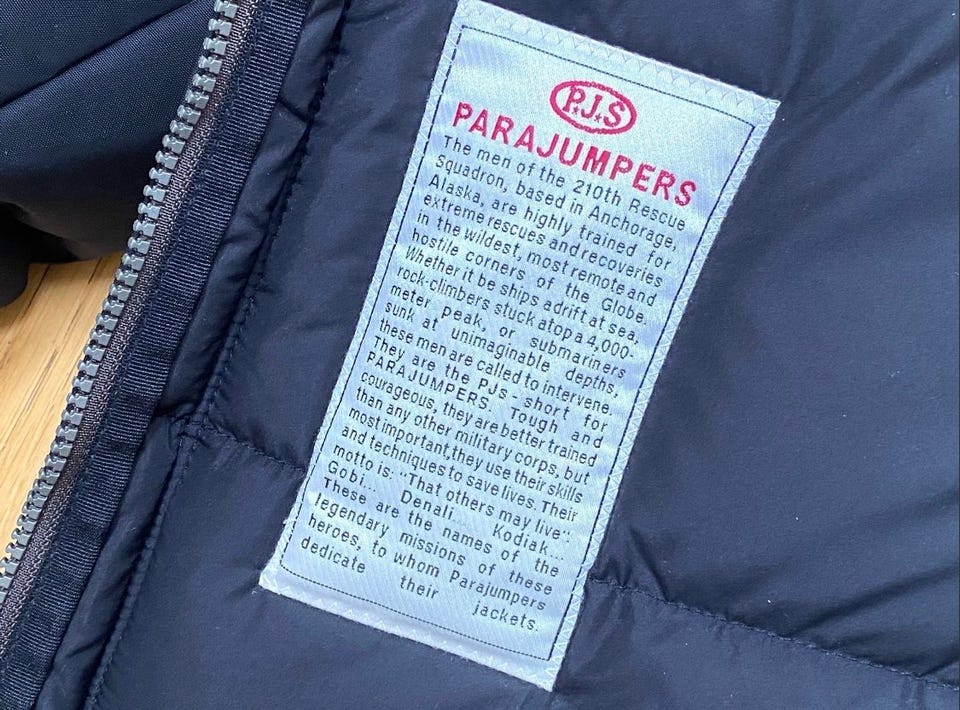 P.J.S
PARAJUMPERS
The men of the 210th Rescue
Squadron, based in Anchorage,
Alaska, are highly trained for
extreme rescues and recoveries
in the wildest, most remote and
hostile corners of the Globe.
Whether it be ships adrift at sea,
rock-climbers stuck atop a 4,000-
meter peak, or submariners
sunk at unimaginable depths,
these men are called to intervene.
They are the PJs - short for
PARAJUMPERS. Tough and
courageous, they are better trained
than any other military corps, but
most important,they use their skills
and techniques to save lives. Their
motto is: "That others may live".
Gobi... Denali... Kodiak...
These are the names of the
legendary missions of these
heroes, to whom Parajumpers
dedicate their jackets.